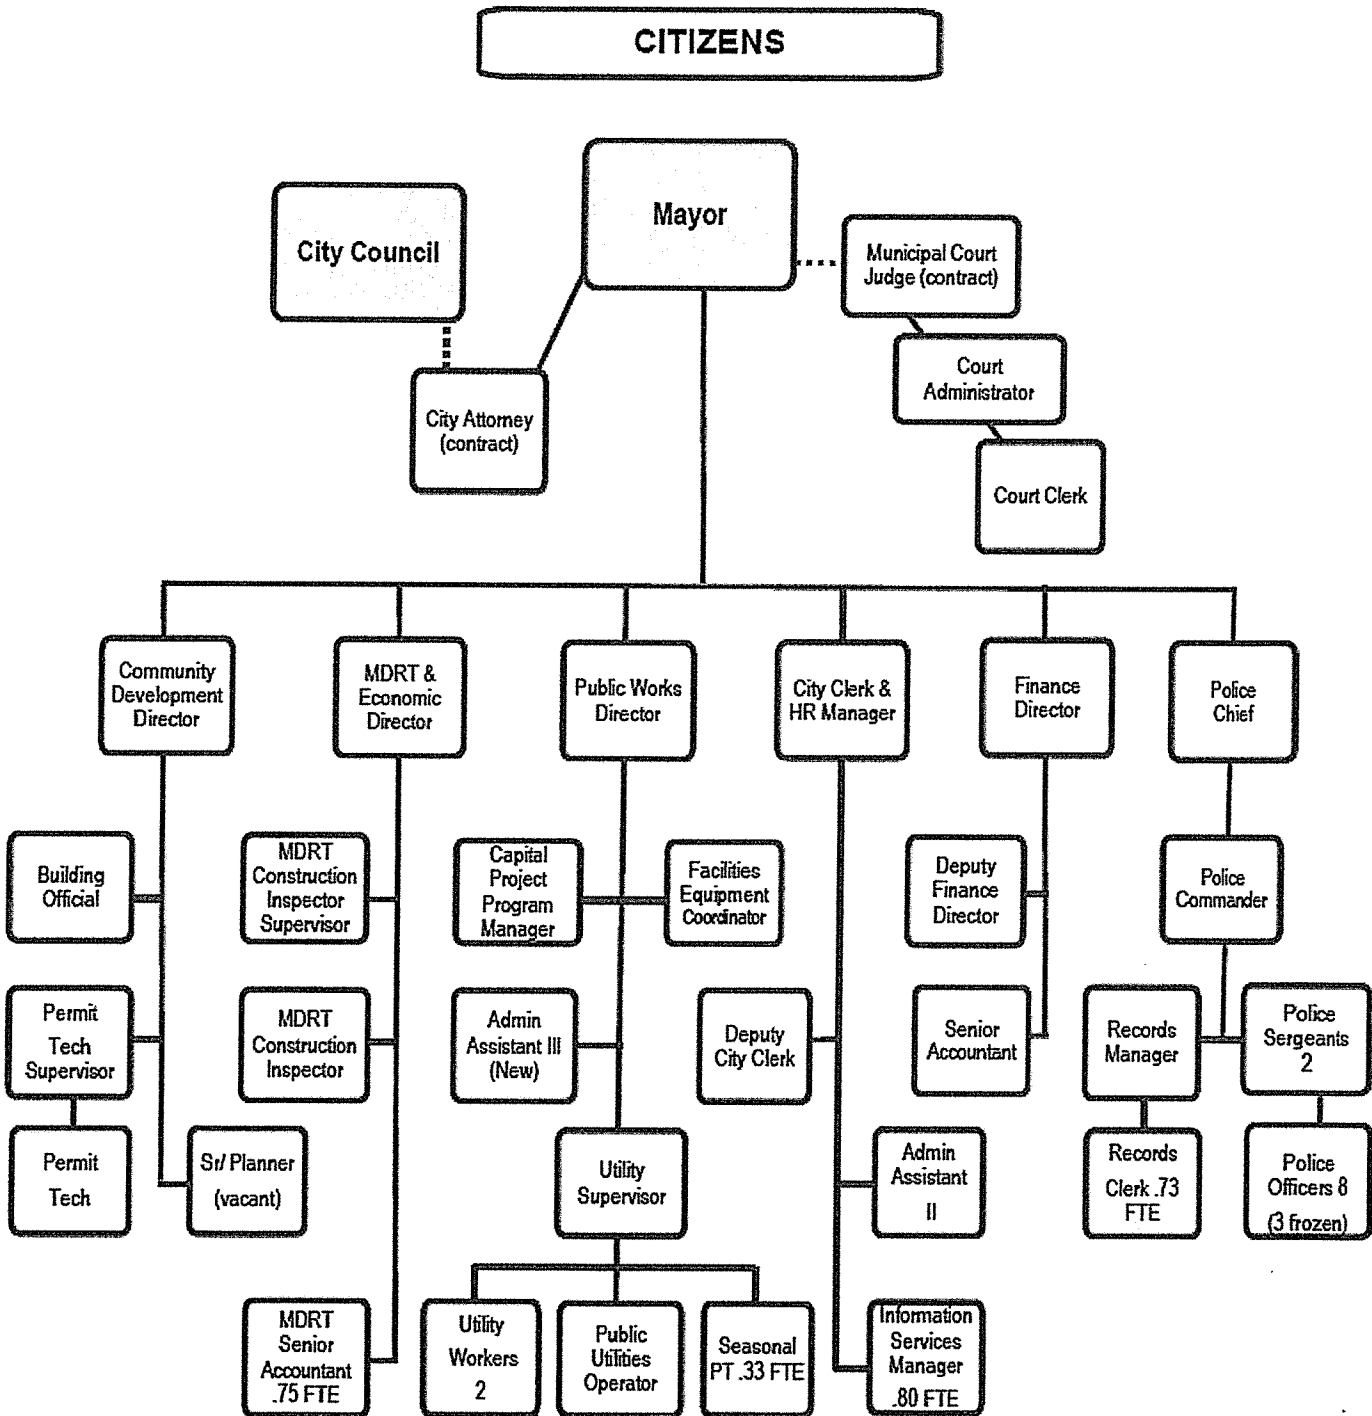 CITIZENS
Mayor
City Council
Municipal Court
Judge (contract)
Court
Administrator
City Attorney
(contract)
Court Clerk
Community
Development
Director
MDRT &
Economic
Director
Public Works
Director
City Clerk &
HR Manager
Finance
Director
Police
Chief
Building
Official
MDRT
Construction
Inspector
Supervisor
Capital
Project
Program
Manager
Facilities
Equipment
Coordinator
Deputy
Finance
Director
Police
Commander
Permit
Tech
Supervisor
MDRT
Construction
Inspector
Admin
Assistant III
(New)
Deputy
City Clerk
Senior
Accountant
Records
Manager
Police
Sergeants
2
Permit
Tech
Sr/ Planner
(vacant)
Utility
Supervisor
Admin
Assistant
II
Records
Clerk .73
FTE
Police
Officers 8
(3 frozen)
MDRT
Senior
Accountant
.75 FTE
Utility
Workers
2
Public
Utilities
Operator
Seasonal
PT .33 FTE
Information
Services
Manager
.80 FTE